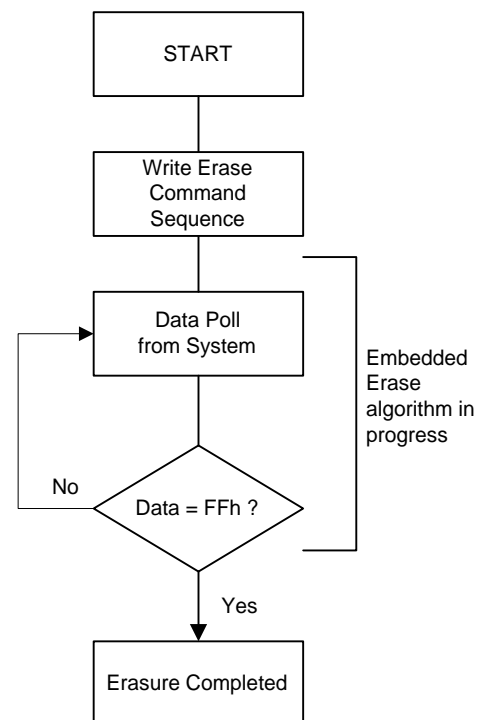 START
Write Erase
Command
Sequence
Data Poll
from System
Embedded
Erase
algorithm in
progress
No
Data = FFh ?
Yes
Erasure Completed